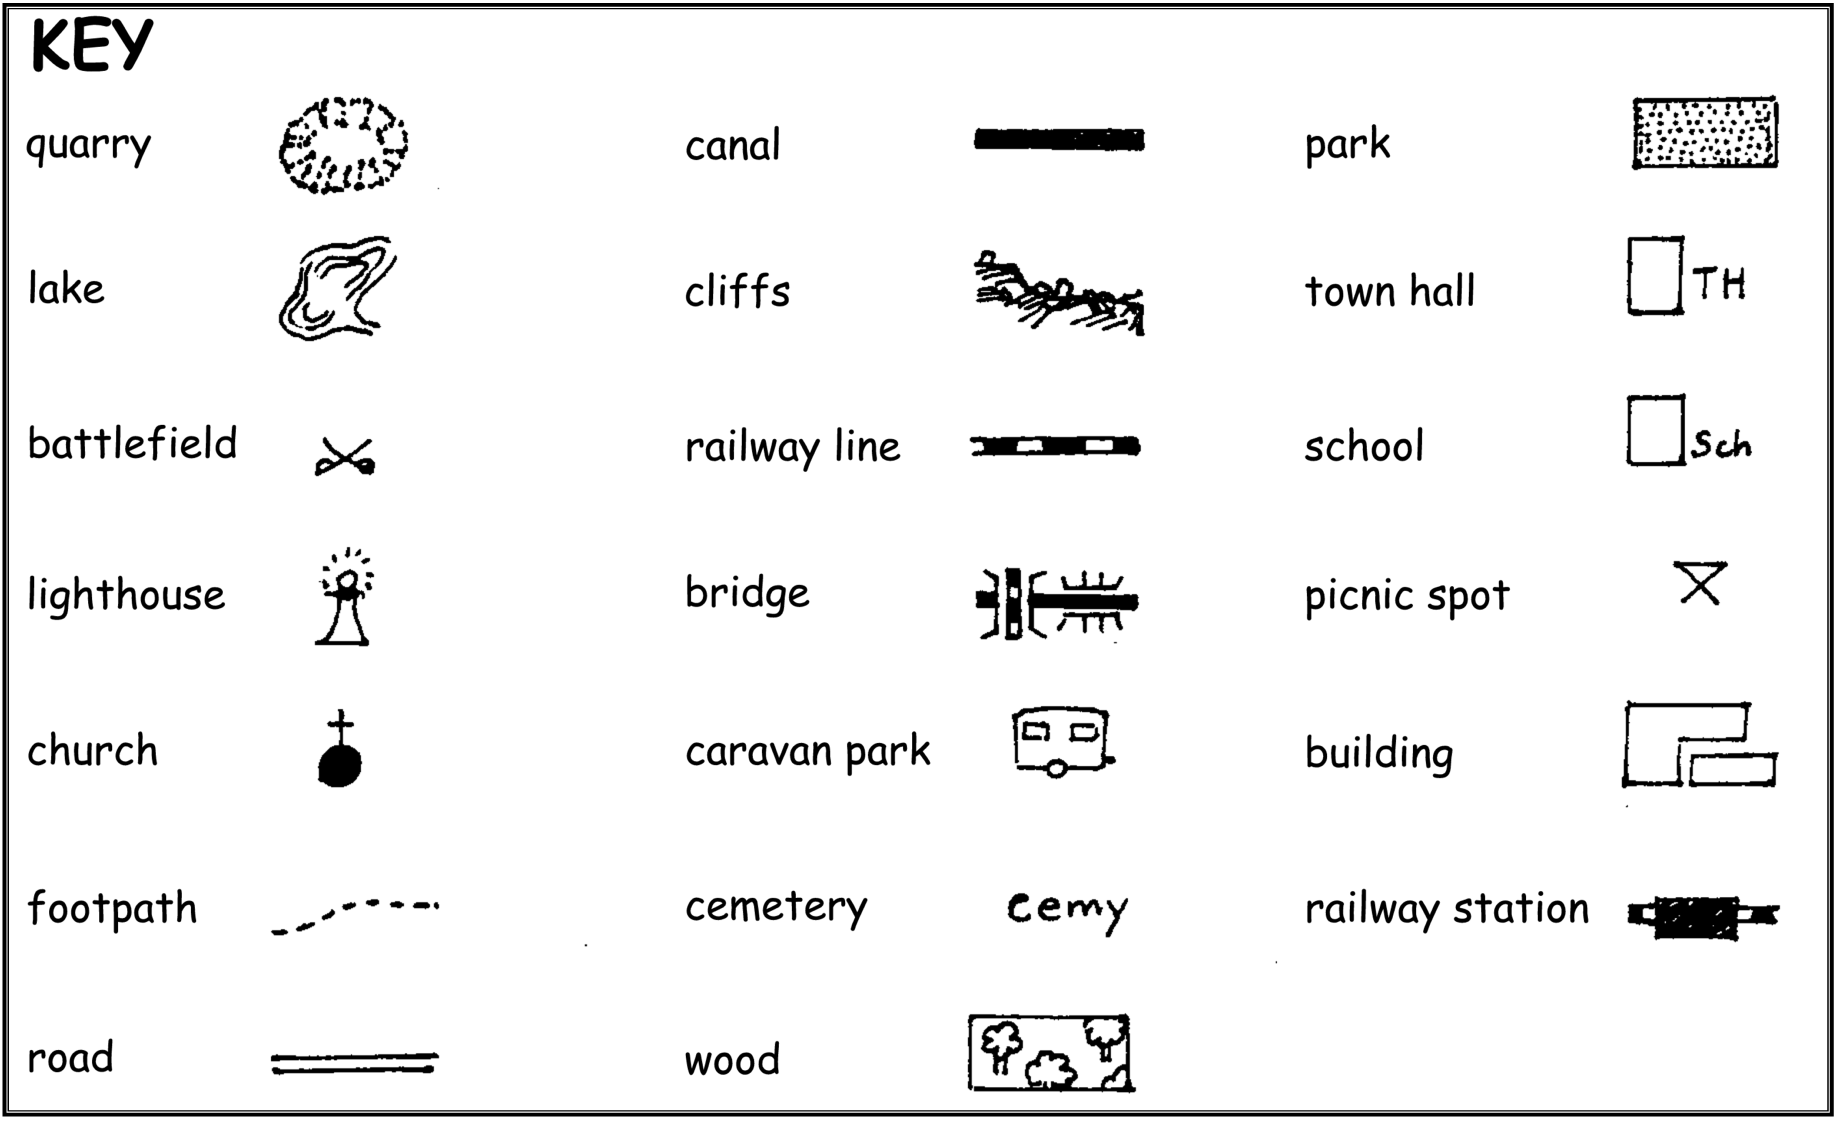 KEY
quarry
canal
park
lake
cliffs
town hall TH
battlefield
railway line
school Sch
lighthouse
bridge
picnic spot
church
caravan park
building
footpath
cemetery cemy
railway station
road
wood